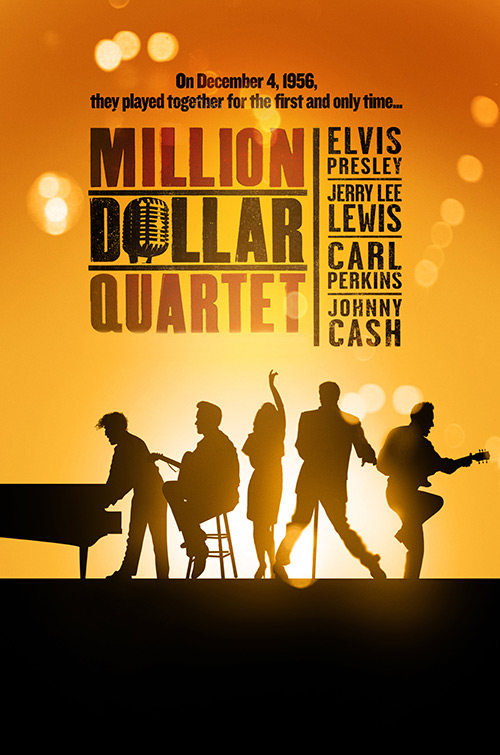 On December 4, 1956,
they played together for the first and only time...
MILLION
DOLLAR
QUARTET
ELVIS
PRESLEY
JERRY LEE
LEWIS
CARL
PERKINS
JOHNNY
CASH